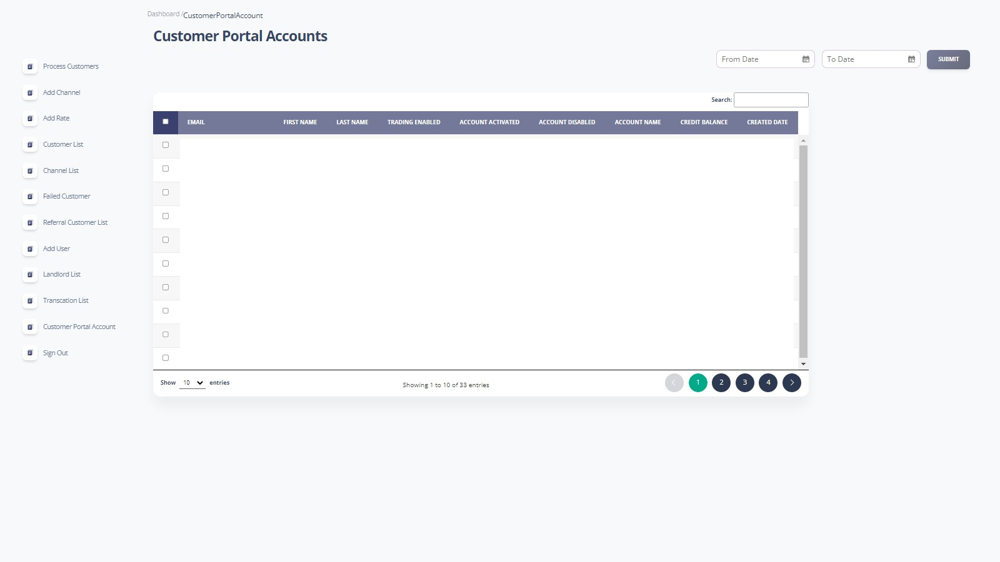 Dashboard /CustomerPortalAccount
Customer Portal Accounts
From Date
To Date
SUBMIT
Process Customers
Add Channel
Add Rate
Customer List
Channel List
Failed Customer
Referral Customer List
Add User
Landlord List
Transcation List
Customer Portal Account
Sign Out
Search:
EMAIL FIRST NAME LAST NAME TRADING ENABLED ACCOUNT ACTIVATED ACCOUNT DISABLED ACCOUNT NAME CREDIT BALANCE CREATED DATE
Show 10 entries
Showing 1 to 10 of 33 entries
1 2 3 4